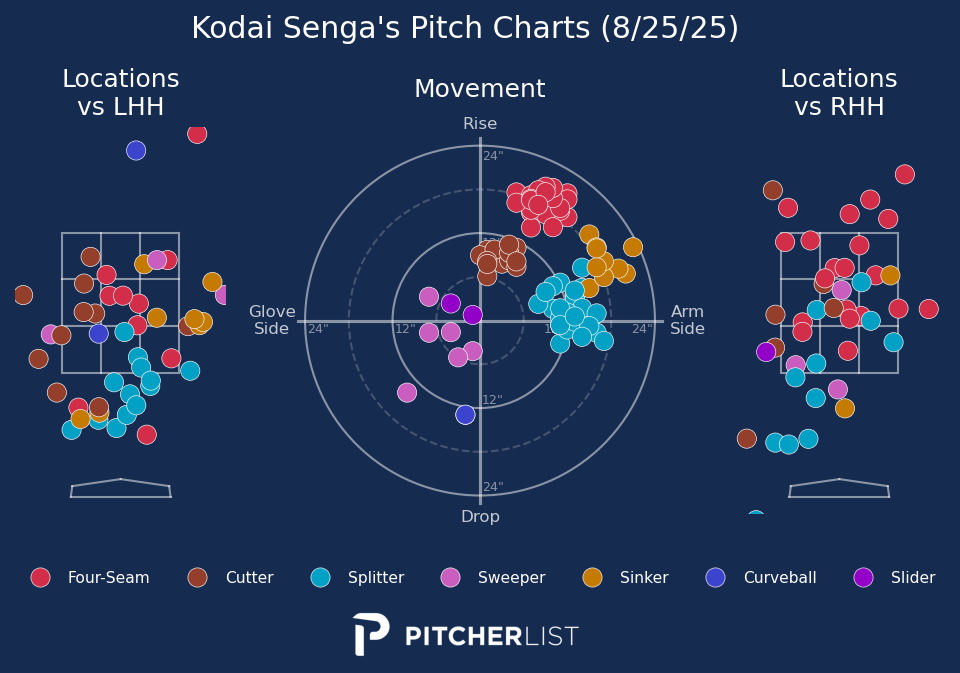 Kodai Senga's Pitch Charts (8/25/25)
Locations
vs LHH
Movement
Locations
vs RHH
Rise
24"
Glove
Side
24"
12"
24"
Arm
Side
12"
24"
Drop
Four-Seam
Cutter
Splitter
Sweeper
Sinker
Curveball
Slider
PITCHERLIST